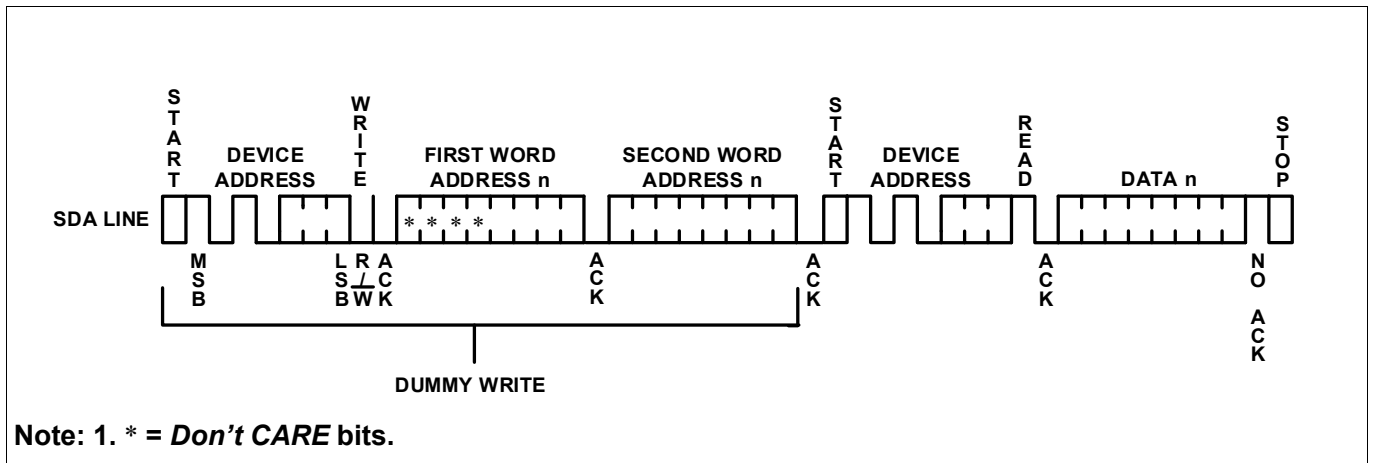 START
DEVICE
ADDRESS
WRITE
FIRST WORD
ADDRESS n
SECOND WORD
ADDRESS n
START
DEVICE
ADDRESS
READ
DATA n
STOP
SDA LINE
* * * *
MSB
LSB
R/W
ACK
ACK
ACK
ACK
NO ACK
DUMMY WRITE
Note: 1. * = Don't CARE bits.